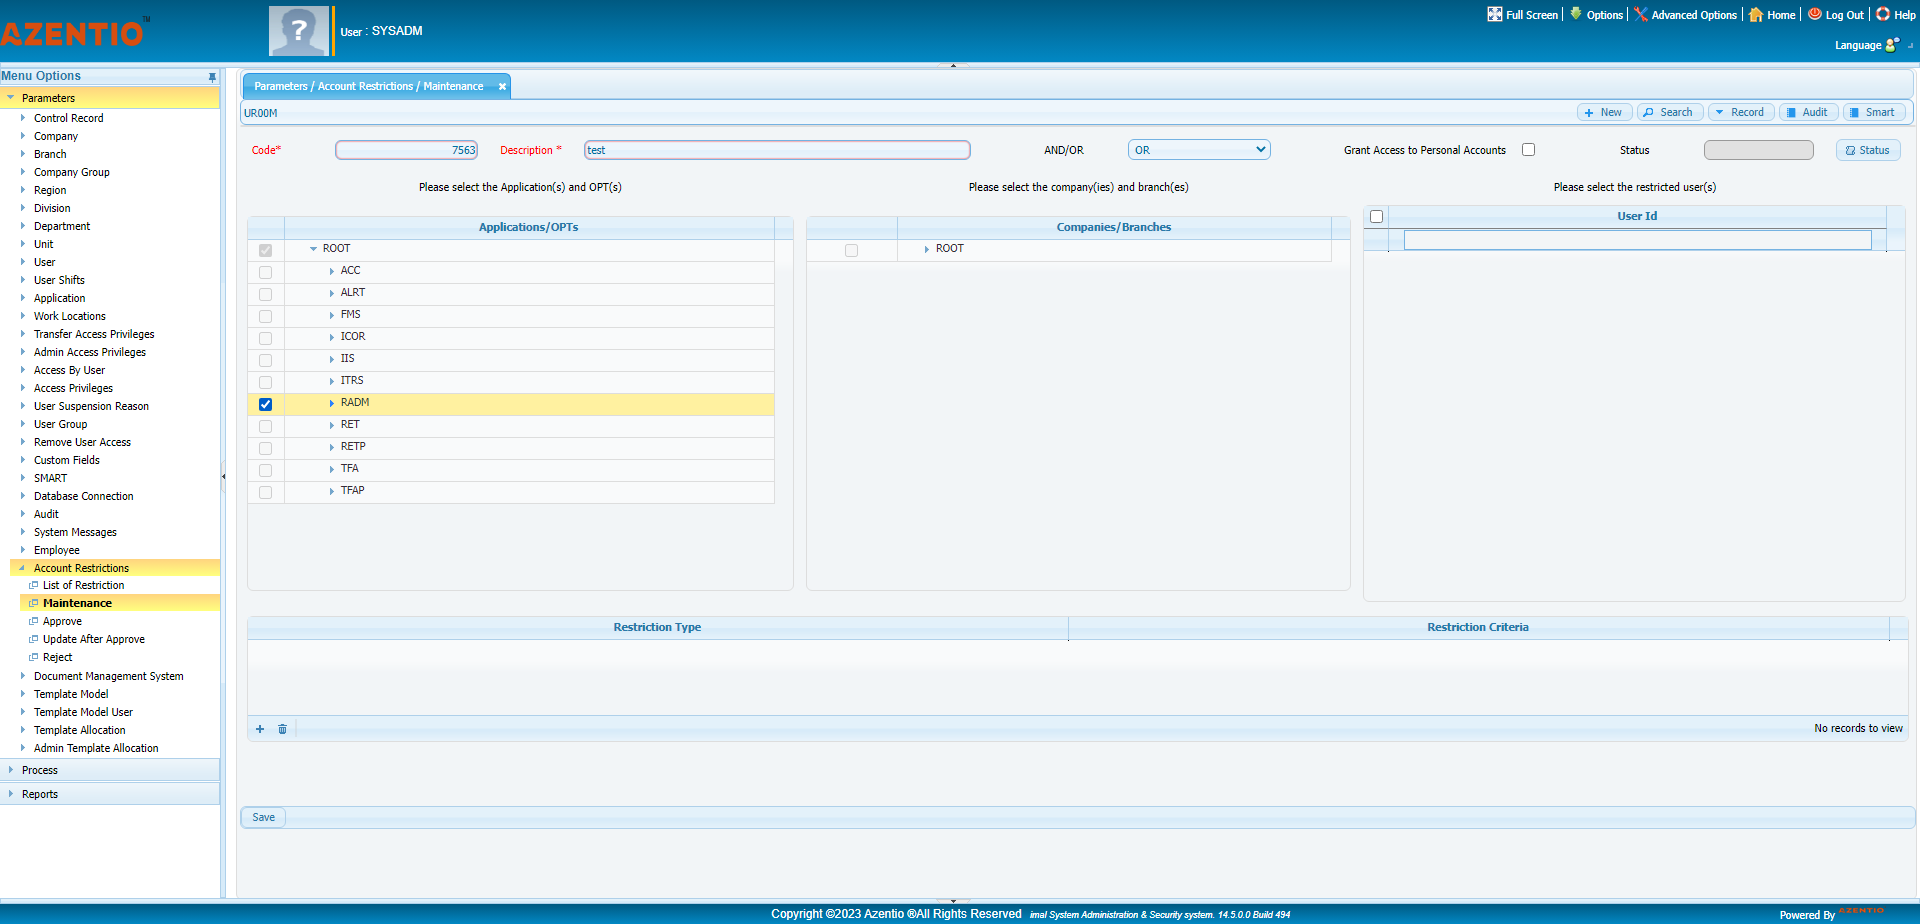 AZENTIO™
User : SYSADM
Full Screen
Options
Advanced Options
Home
Log Out
Help
Language
Menu Options
Parameters
Control Record
Company
Branch
Company Group
Region
Division
Department
Unit
User
User Shifts
Application
Work Locations
Transfer Access Privileges
Admin Access Privileges
Access By User
Access Privileges
User Suspension Reason
User Group
Remove User Access
Custom Fields
SMART
Database Connection
Audit
System Messages
Employee
Account Restrictions
List of Restriction
Maintenance
Approve
Update After Approve
Reject
Document Management System
Template Model
Template Model User
Template Allocation
Admin Template Allocation
Process
Reports
Parameters / Account Restrictions / Maintenance
UR00M
New
Search
Record
Audit
Smart
Code* 7563 Description * test AND/OR OR Grant Access to Personal Accounts Status Status
Please select the Application(s) and OPT(s)
Please select the company(ies) and branch(es)
Please select the restricted user(s)
Applications/OPTs
ROOT
ACC
ALRT
FMS
ICOR
IIS
ITRS
RADM
RET
RETP
TFA
TFAP
Companies/Branches
ROOT
User Id
Restriction Type Restriction Criteria
No records to view
Save
Copyright ©2023 Azentio ®All Rights Reserved imal System Administration & Security system. 14.5.0.0 Build 494
Powered By AZENTIO